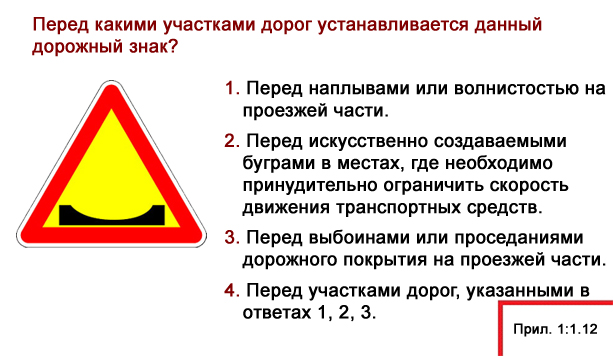 Перед какими участками дорог устанавливается данный
дорожный знак?
1. Перед наплывами или волнистостью на
проезжей части.
2. Перед искусственно создаваемыми
буграми в местах, где необходимо
принудительно ограничить скорость
движения транспортных средств.
3. Перед выбоинами или проседаниями
дорожного покрытия на проезжей части.
4. Перед участками дорог, указанными в
ответах 1, 2, 3.
Прил. 1:1.12